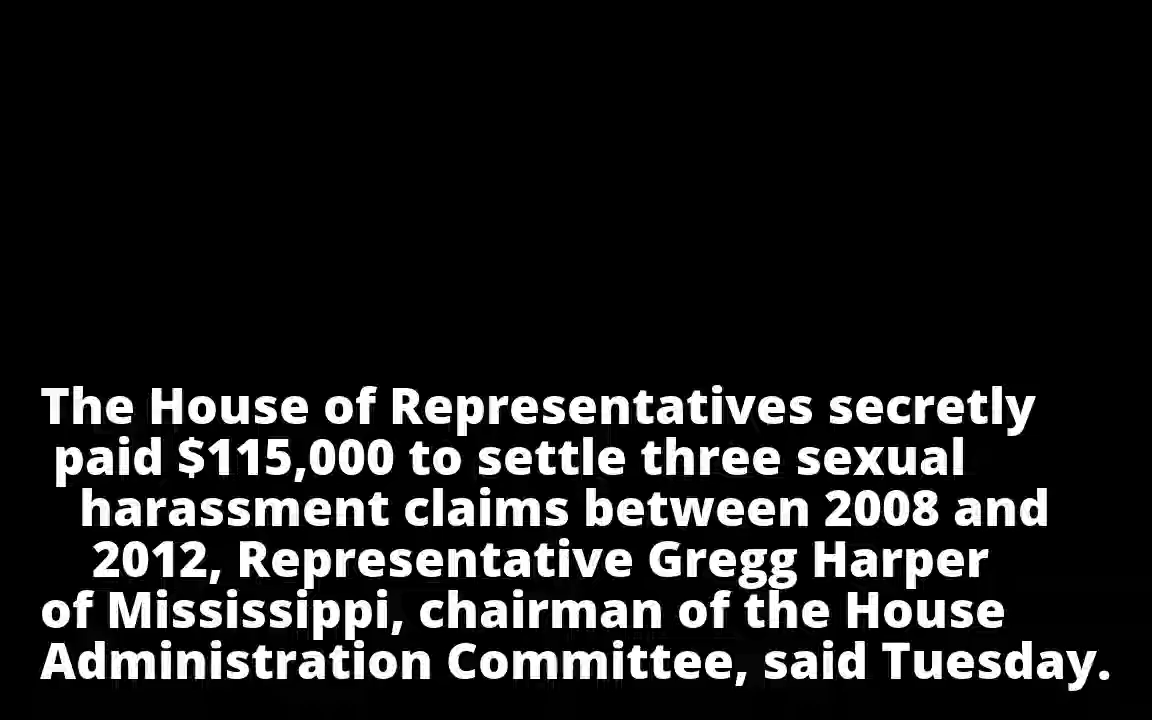 The House of Representatives secretly
paid $115,000 to settle three sexual
harassment claims between 2008 and
2012, Representative Gregg Harper
of Mississippi, chairman of the House
Administration Committee, said Tuesday.